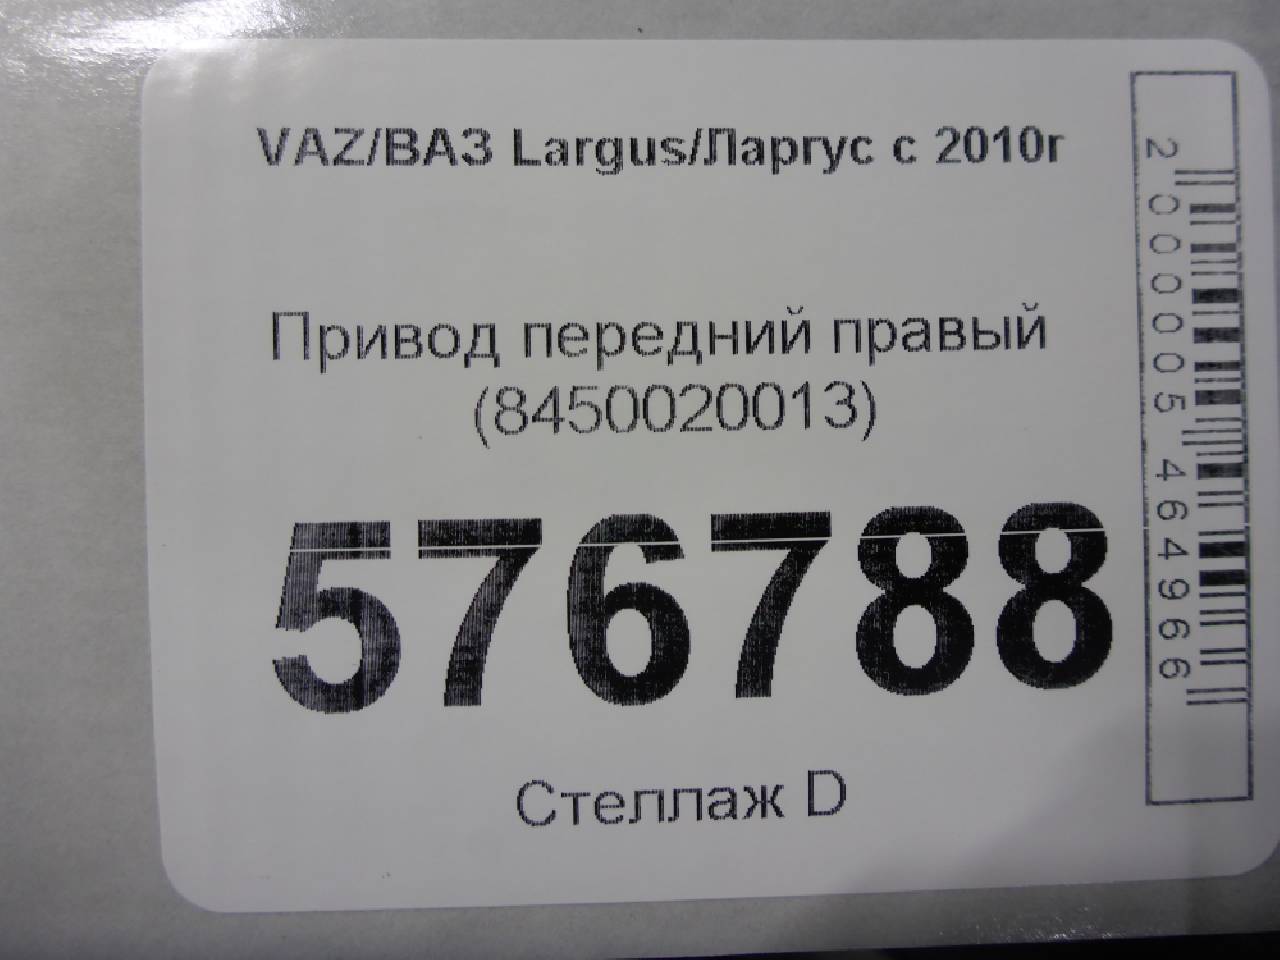 VAZ/ВАЗ Largus/Ларгус с 2010г
Привод передний правый
(8450020013)
576788
Стеллаж D
2000005464966